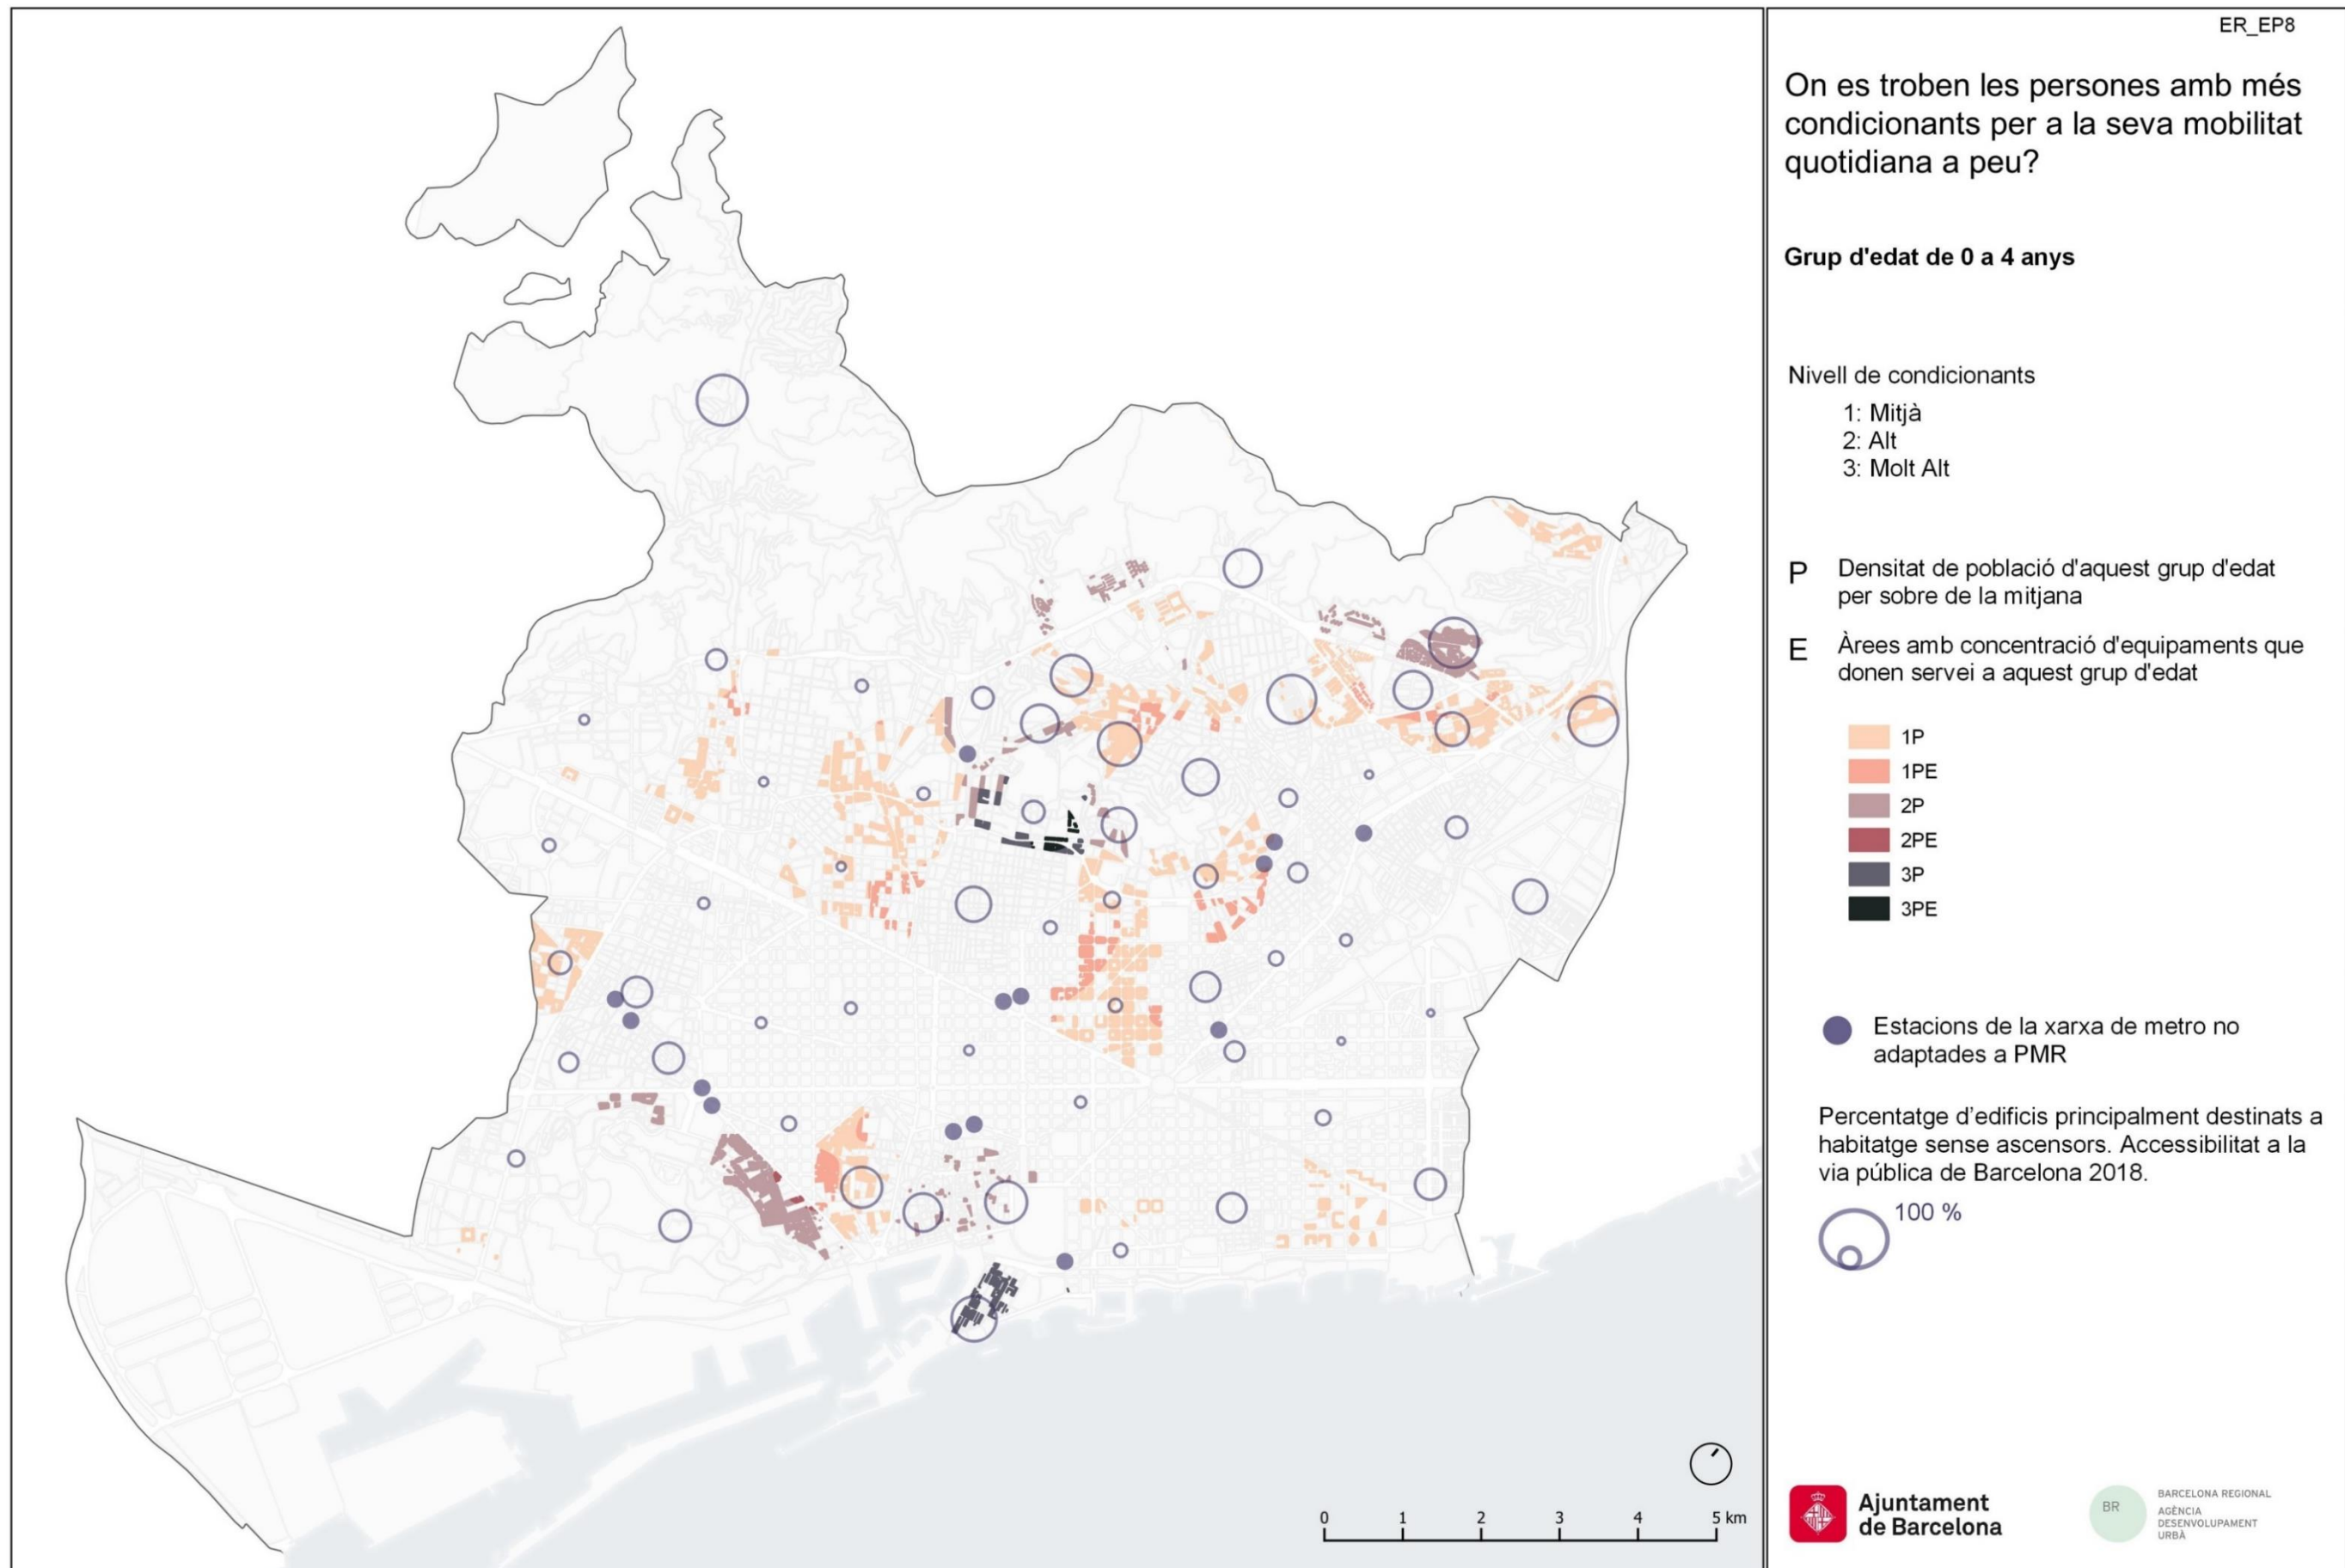 ER_EP8
On es troben les persones amb més
condicionants per a la seva mobilitat
quotidiana a peu?
Grup d'edat de 0 a 4 anys
Nivell de condicionants
1: Mitjà
2: Alt
3: Molt Alt
P Densitat de població d'aquest grup d'edat
per sobre de la mitjana
E Àrees amb concentració d'equipaments que
donen servei a aquest grup d'edat
1P
1PE
2P
2PE
3P
3PE
Estacions de la xarxa de metro no
adaptades a PMR
Percentatge d’edificis principalment destinats a
habitatge sense ascensors. Accessibilitat a la
via pública de Barcelona 2018.
100 %
0 1 2 3 4 5 km
Ajuntament
de Barcelona
BR
BARCELONA REGIONAL
AGÈNCIA
DESENVOLUPAMENT
URBÀ